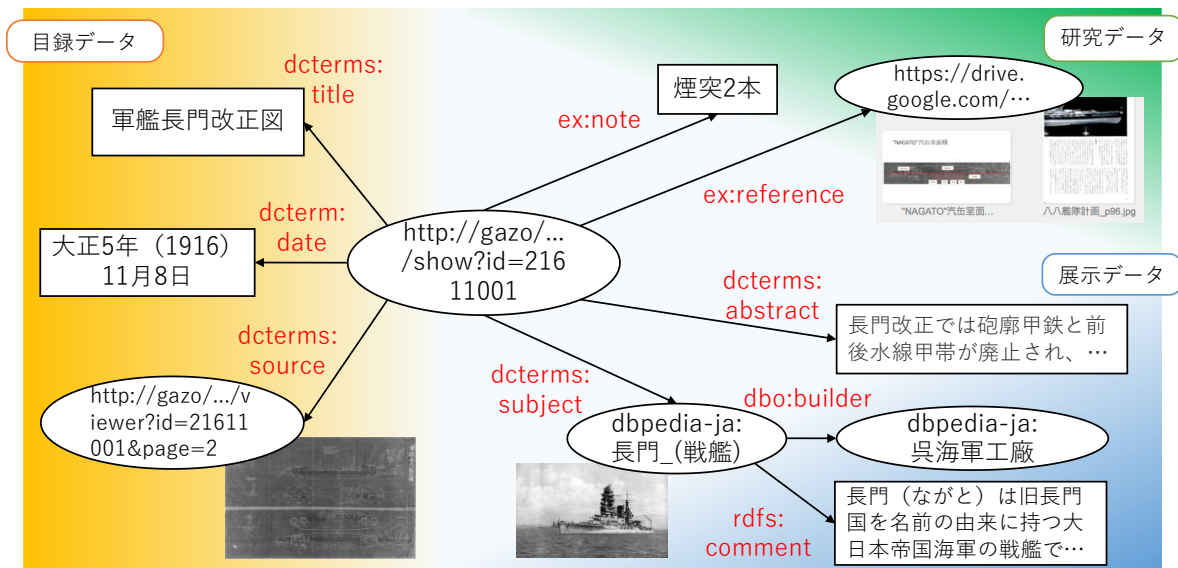 目録データ
研究データ
dcterms:
title
軍艦長門改正図
煙突2本
ex:note
https://drive.
google.com/…
ex:reference
"NAGATO"汽缶室面積
"NAGATO"汽缶室面…
八八艦隊計画_p96.jpg
dcterm:
date
大正5年（1916）
11月8日
http://gazo/…
/show?id=216
11001
展示データ
dcterms:
abstract
長門改正では砲廓甲鉄と前
後水線甲帯が廃止され、…
dcterms:
source
http://gazo/.../v
iewer?id=21611
001&page=2
dcterms:
subject
dbo:builder
dbpedia-ja:
長門_(戦艦)
dbpedia-ja:
呉海軍工廠
rdfs:
comment
長門（ながと）は旧長門
国を名前の由来に持つ大
日本帝国海軍の戦艦で…